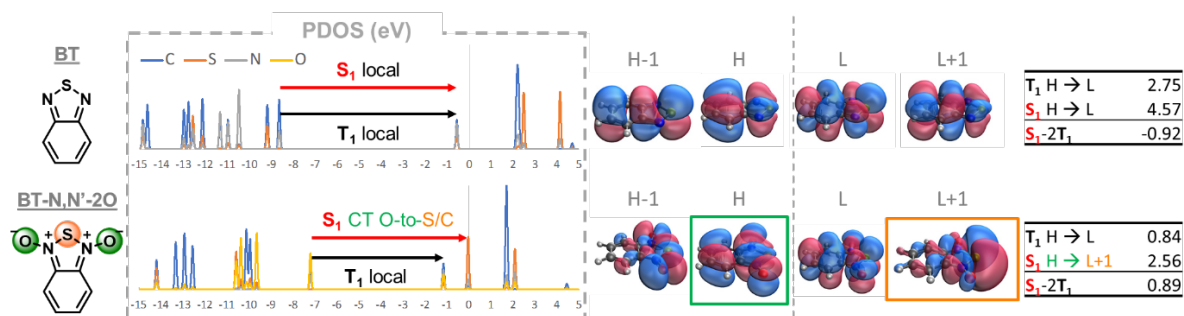 PDOS (eV)
BT
S
N N
C S N O
S₁ local
T₁ local
-15 -14 -13 -12 -11 -10 -9 -8 -7 -6 -5 -4 -3 -2 -1 0 1 2 3 4 5
H-1 H L L+1
T₁ H → L 2.75
S₁ H → L 4.57
S₁-2T₁ -0.92
BT-N,N'-2O
⁻O N⁺ S N⁺ O⁻
S₁ CT O-to-S/C
T₁ local
-15 -14 -13 -12 -11 -10 -9 -8 -7 -6 -5 -4 -3 -2 -1 0 1 2 3 4 5
H-1 H L L+1
T₁ H → L 0.84
S₁ H → L+1 2.56
S₁-2T₁ 0.89